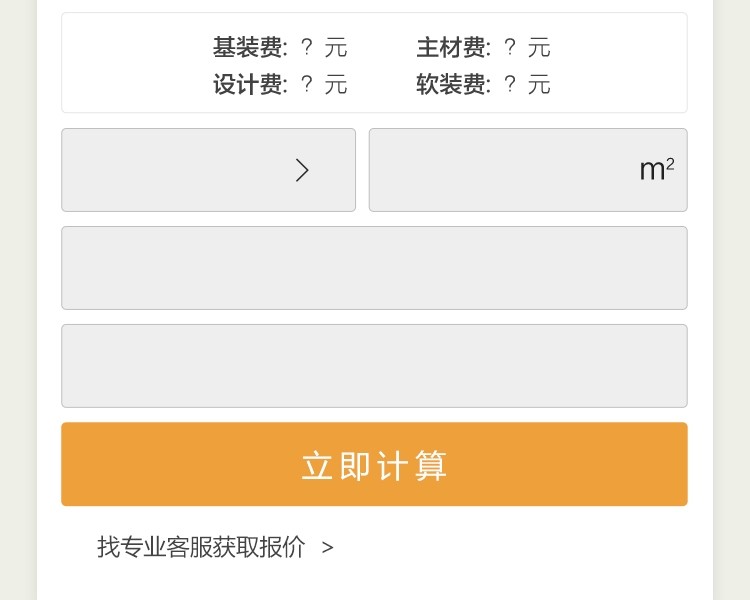 基装费: ? 元 主材费: ? 元
设计费: ? 元 软装费: ? 元
> m²
立即计算
找专业客服获取报价 >